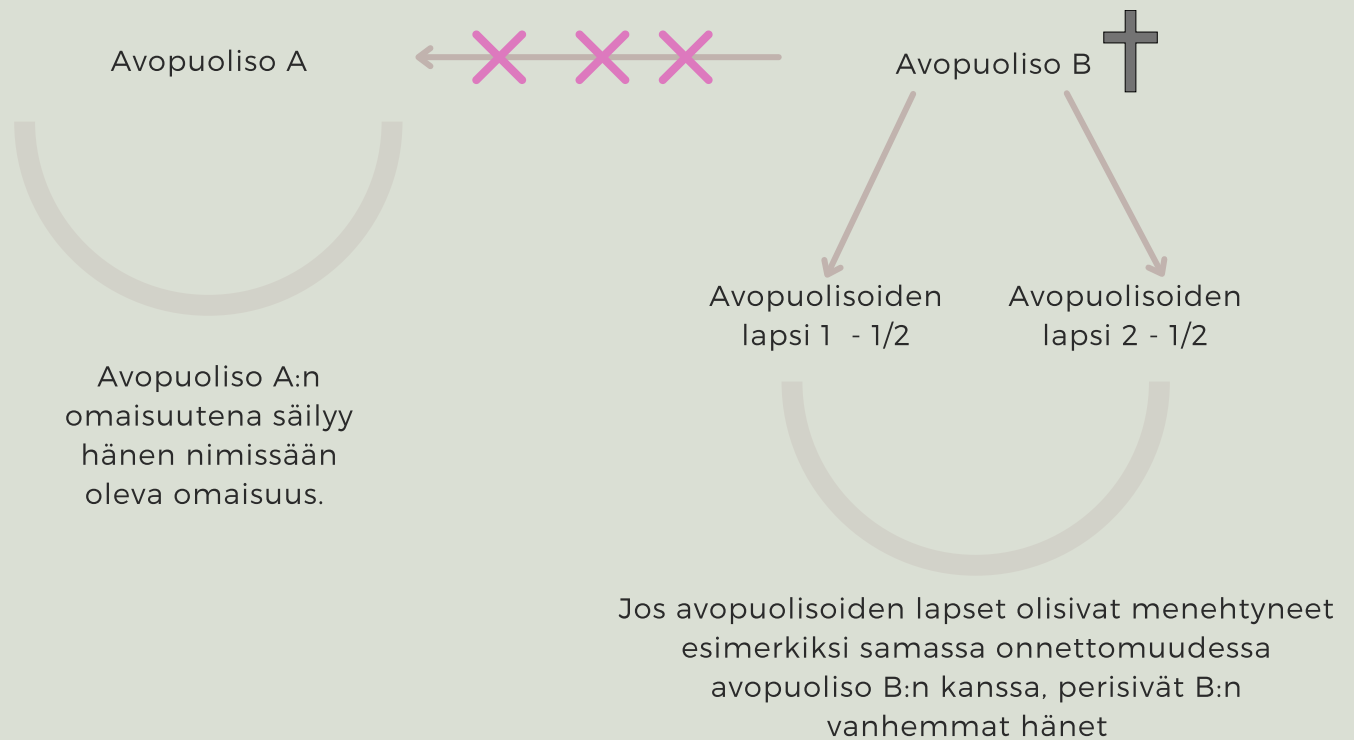 Avopuoliso A
Avopuoliso B
Avopuolisoiden
lapsi 1 - 1/2
Avopuolisoiden
lapsi 2 - 1/2
Avopuoliso A:n
omaisuutena säilyy
hänen nimissään
oleva omaisuus.
Jos avopuolisoiden lapset olisivat menehtyneet
esimerkiksi samassa onnettomuudessa
avopuoliso B:n kanssa, perisivät B:n
vanhemmat hänet